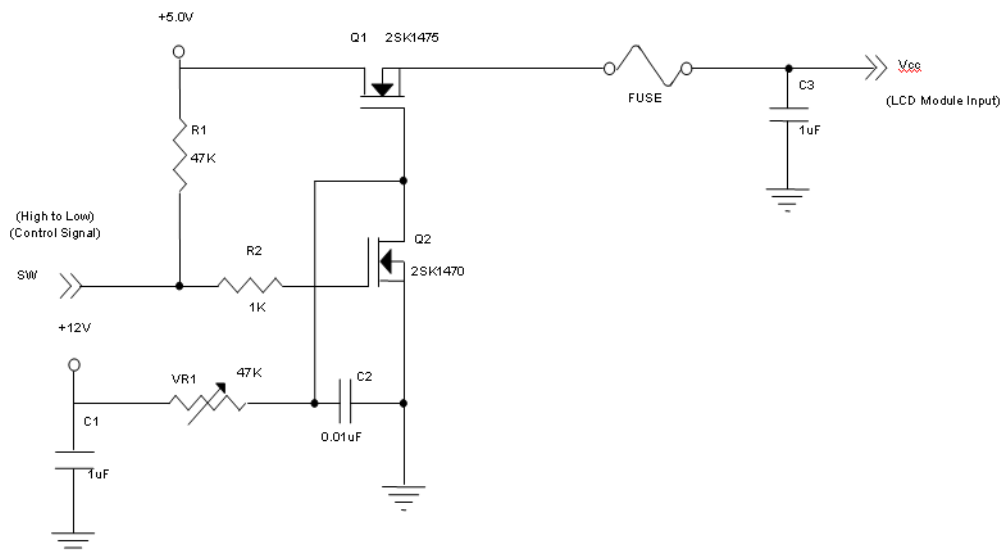 +5.0V
Q1 2SK1475
FUSE
Vcc
C3
(LCD Module Input)
1uF
R1
47K
(High to Low)
(Control Signal)
SW
R2
1K
Q2
2SK1470
+12V
VR1
47K
C2
0.01uF
C1
1uF